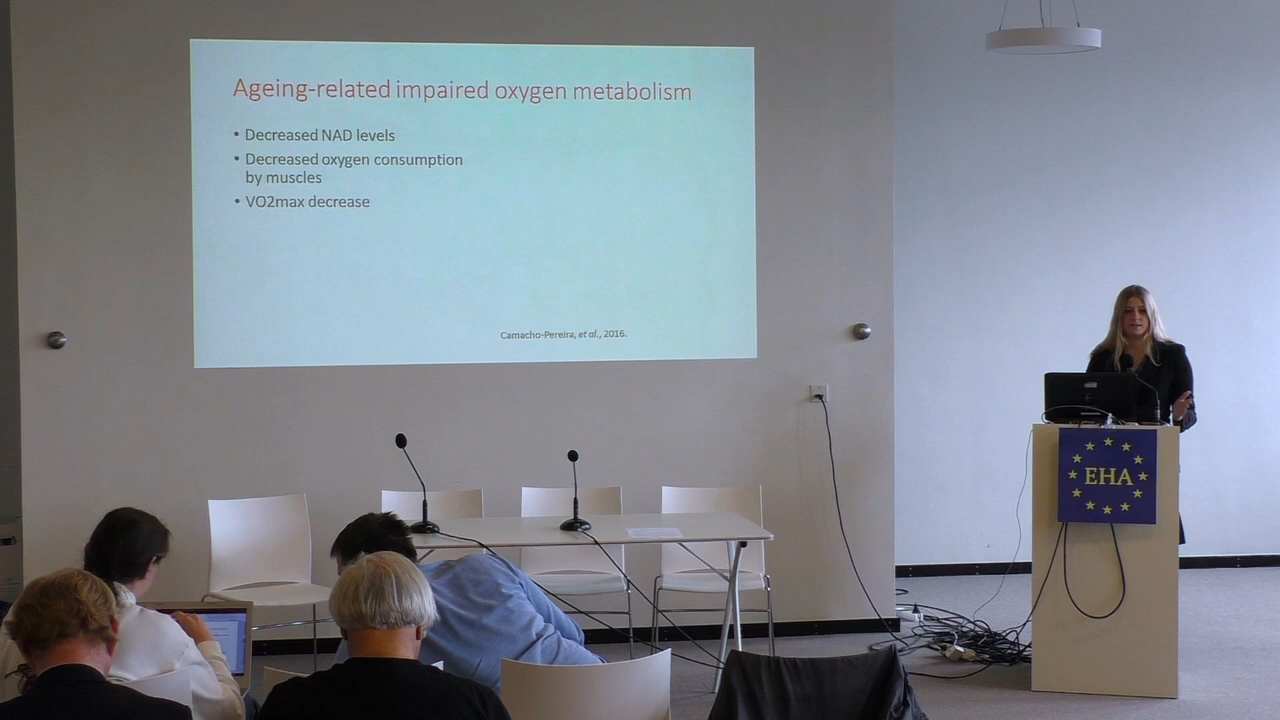 Ageing-related impaired oxygen metabolism
• Decreased NAD levels
• Decreased oxygen consumption
by muscles
• VO2max decrease
Camacho-Pereira, et al., 2016.
EHA